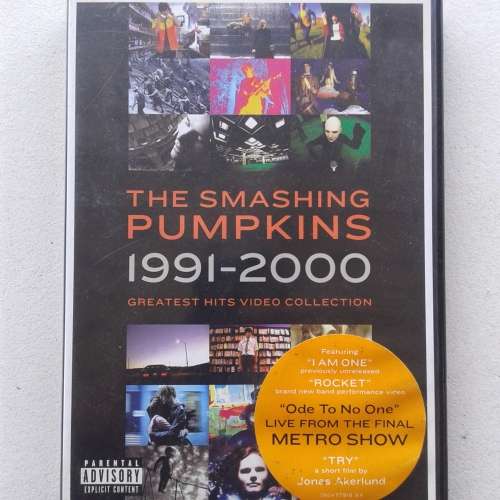 THE SMASHING
PUMPKINS
1991–2000
GREATEST HITS VIDEO COLLECTION
Featuring
"I AM ONE"
previously unreleased
"ROCKET"
brand new band performance video
"Ode To No One"
LIVE FROM THE FINAL
METRO SHOW
"TRY"
a short film by
Jonas Akerlund
PARENTAL
ADVISORY
EXPLICIT CONTENT